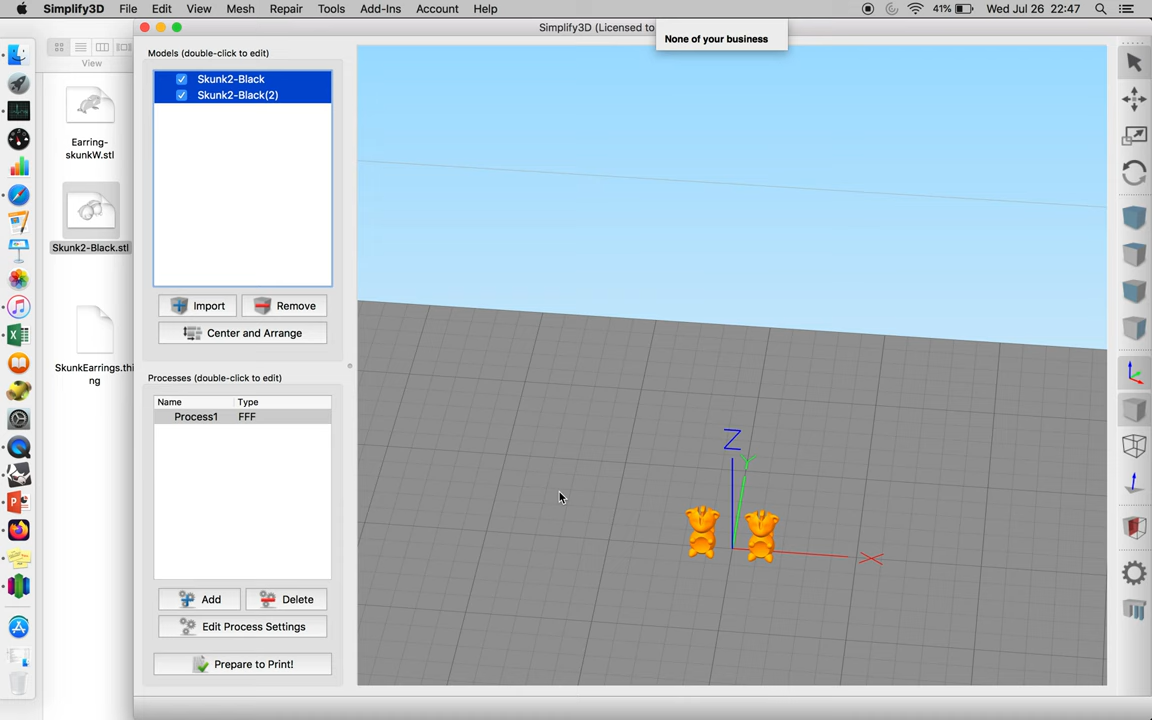 Simplify3D File Edit View Mesh Repair Tools Add-Ins Account Help 41% Wed Jul 26 22:47
Simplify3D (Licensed to
None of your business
View
Earring-
skunkW.stl
Skunk2-Black.stl
SkunkEarrings.thi
ng
Models (double-click to edit)
Skunk2-Black
Skunk2-Black(2)
Import Remove
Center and Arrange
Processes (double-click to edit)
Name Type
Process1 FFF
Add Delete
Edit Process Settings
Prepare to Print!
Z
Y
X